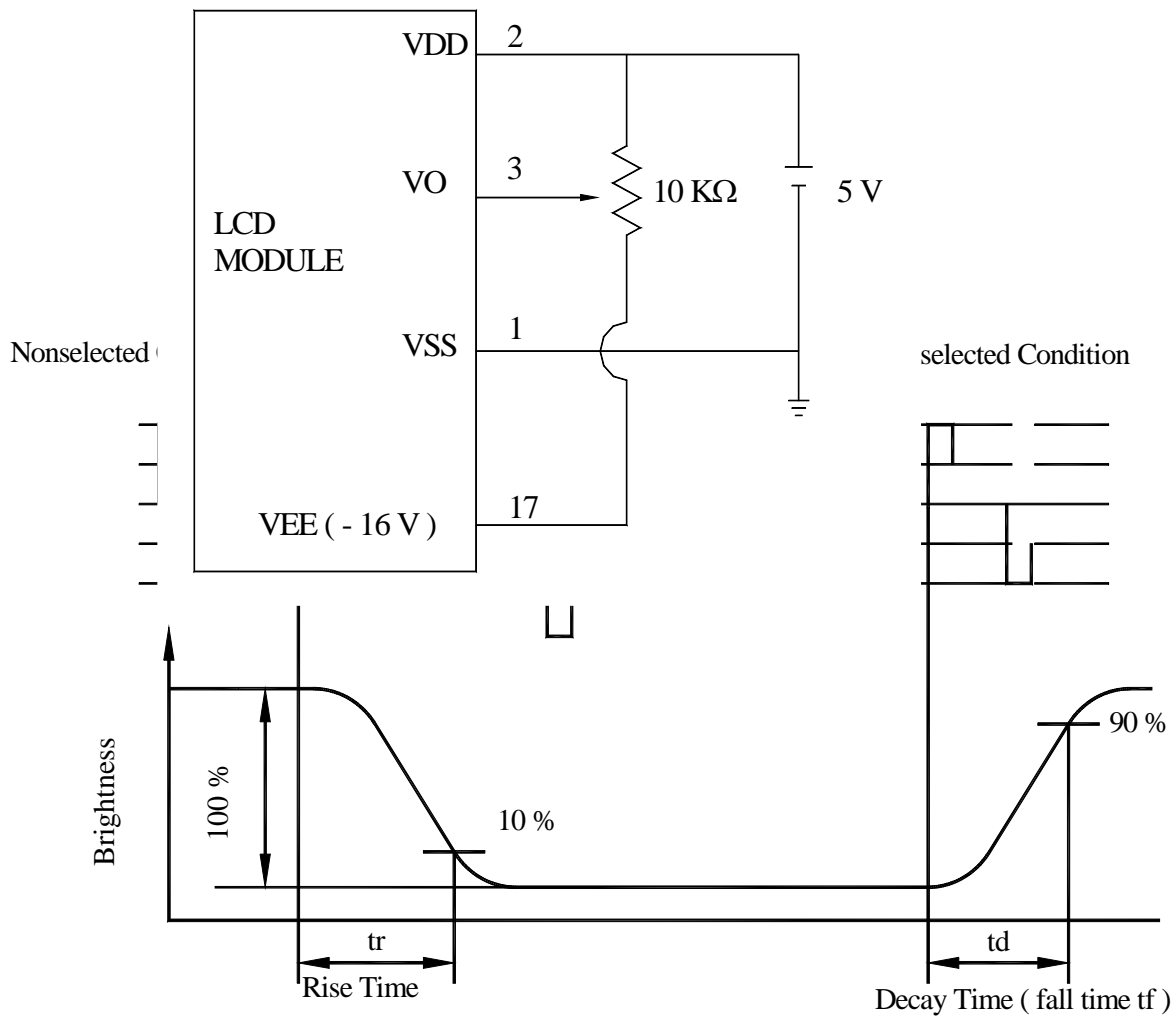 VDD
2
VO
3
10 KΩ
5 V
LCD
MODULE
VSS
1
Nonselected
selected Condition
VEE ( - 16 V )
17
Brightness
100 %
10 %
90 %
tr
Rise Time
td
Decay Time ( fall time tf )